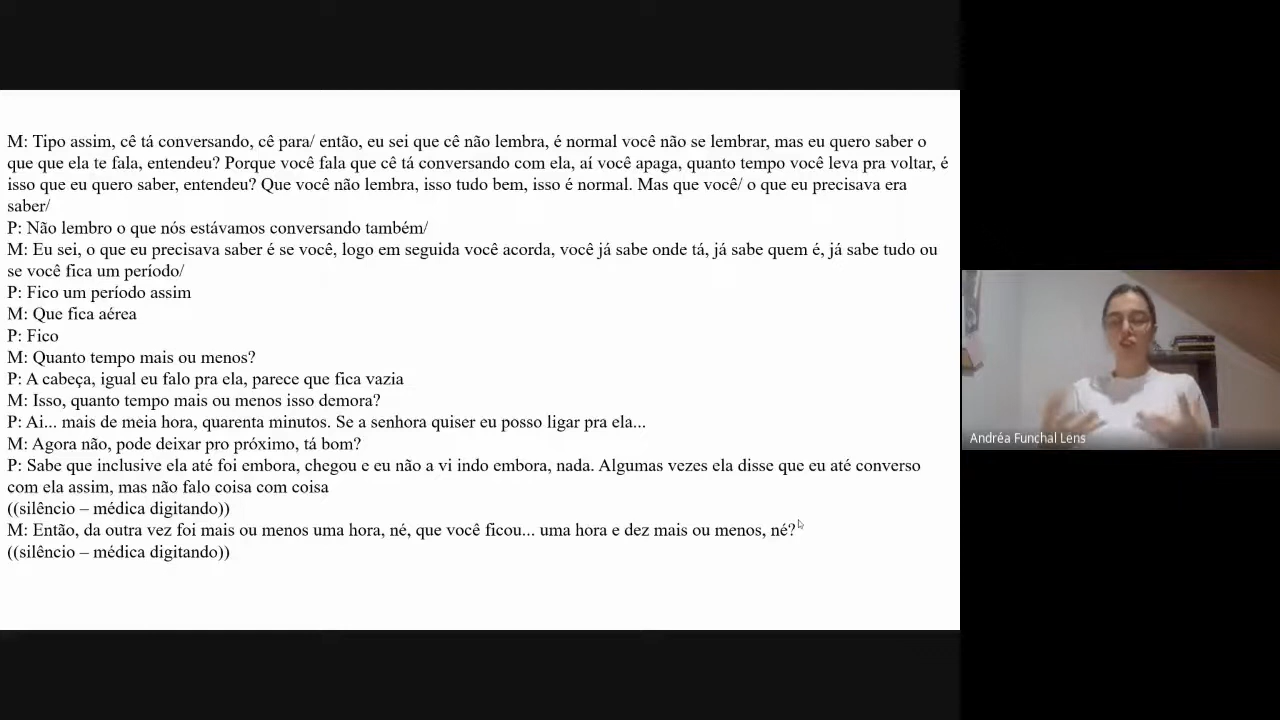 M: Tipo assim, cê tá conversando, cê para/ então, eu sei que cê não lembra, é normal você não se lembrar, mas eu quero saber o
que que ela te fala, entendeu? Porque você fala que cê tá conversando com ela, aí você apaga, quanto tempo você leva pra voltar, é
isso que eu quero saber, entendeu? Que você não lembra, isso tudo bem, isso é normal. Mas que você/ o que eu precisava era
saber/
P: Não lembro o que nós estávamos conversando também/
M: Eu sei, o que eu precisava saber é se você, logo em seguida você acorda, você já sabe onde tá, já sabe quem é, já sabe tudo ou
se você fica um período/
P: Fico um período assim
M: Que fica aérea
P: Fico
M: Quanto tempo mais ou menos?
P: A cabeça, igual eu falo pra ela, parece que fica vazia
M: Isso, quanto tempo mais ou menos isso demora?
P: Ai... mais de meia hora, quarenta minutos. Se a senhora quiser eu posso ligar pra ela...
M: Agora não, pode deixar pro próximo, tá bom?
P: Sabe que inclusive ela até foi embora, chegou e eu não a vi indo embora, nada. Algumas vezes ela disse que eu até converso
com ela assim, mas não falo coisa com coisa
((silêncio – médica digitando))
M: Então, da outra vez foi mais ou menos uma hora, né, que você ficou... uma hora e dez mais ou menos, né?
((silêncio – médica digitando))
Andréa Funchal Lens